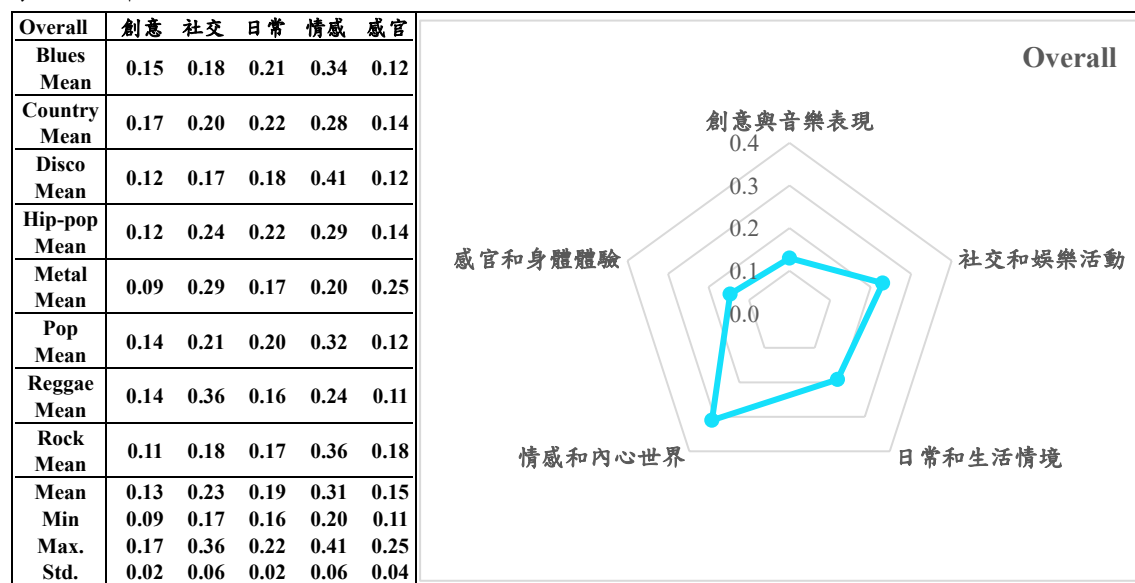 Overall 創意 社交 日常 情感 感官
Blues Mean 0.15 0.18 0.21 0.34 0.12
Country Mean 0.17 0.20 0.22 0.28 0.14
Disco Mean 0.12 0.17 0.18 0.41 0.12
Hip-pop Mean 0.12 0.24 0.22 0.29 0.14
Metal Mean 0.09 0.29 0.17 0.20 0.25
Pop Mean 0.14 0.21 0.20 0.32 0.12
Reggae Mean 0.14 0.36 0.16 0.24 0.11
Rock Mean 0.11 0.18 0.17 0.36 0.18
Mean 0.13 0.23 0.19 0.31 0.15
Min 0.09 0.17 0.16 0.20 0.11
Max. 0.17 0.36 0.22 0.41 0.25
Std. 0.02 0.06 0.02 0.06 0.04
Overall
創意與音樂表現
0.4
0.3
0.2
0.1
0.0
感官和身體體驗
社交和娛樂活動
情感和內心世界
日常和生活情境